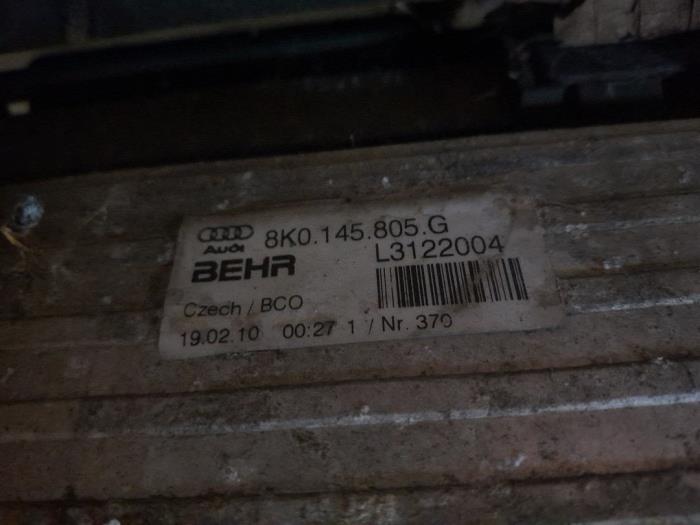 8K0.145.805.G
Audi
L3122004
BEHR
Czech / BCO
19.02.10 00:27 1 / Nr. 370